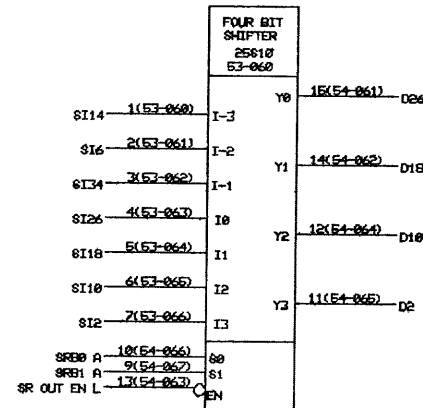 FOUR BIT
SHIFTER
25S10
53-060
Y0 15(54-061) D26
SI14 1(53-060) I-3
SI6 2(53-061) I-2
Y1 14(54-062) D18
SI34 3(53-062) I-1
SI26 4(53-063) I0
Y2 12(54-064) D10
SI18 5(53-064) I1
SI10 6(53-065) I2
Y3 11(54-065) D2
SI2 7(53-066) I3
SRB0 A 10(54-066) S0
SRB1 A 9(54-067) S1
SR OUT EN L 13(54-063) EN